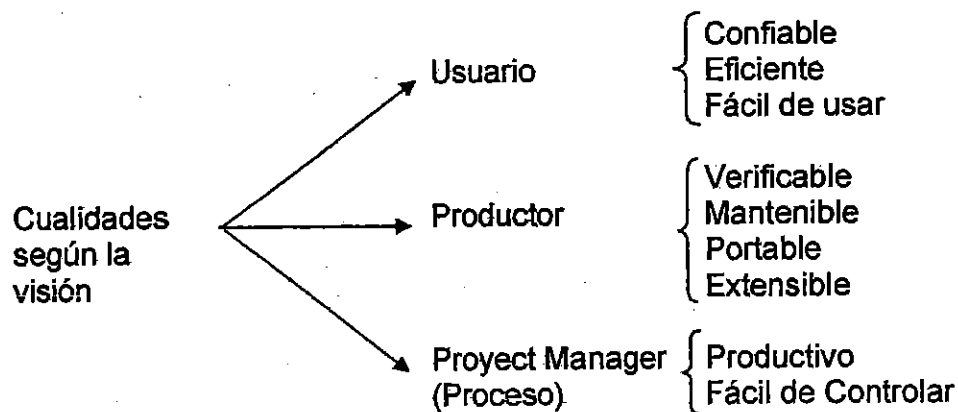 Cualidades
según la
visión
Usuario
Confiable
Eficiente
Fácil de usar
Productor
Verificable
Mantenible
Portable
Extensible
Proyect Manager
(Proceso)
Productivo
Fácil de Controlar